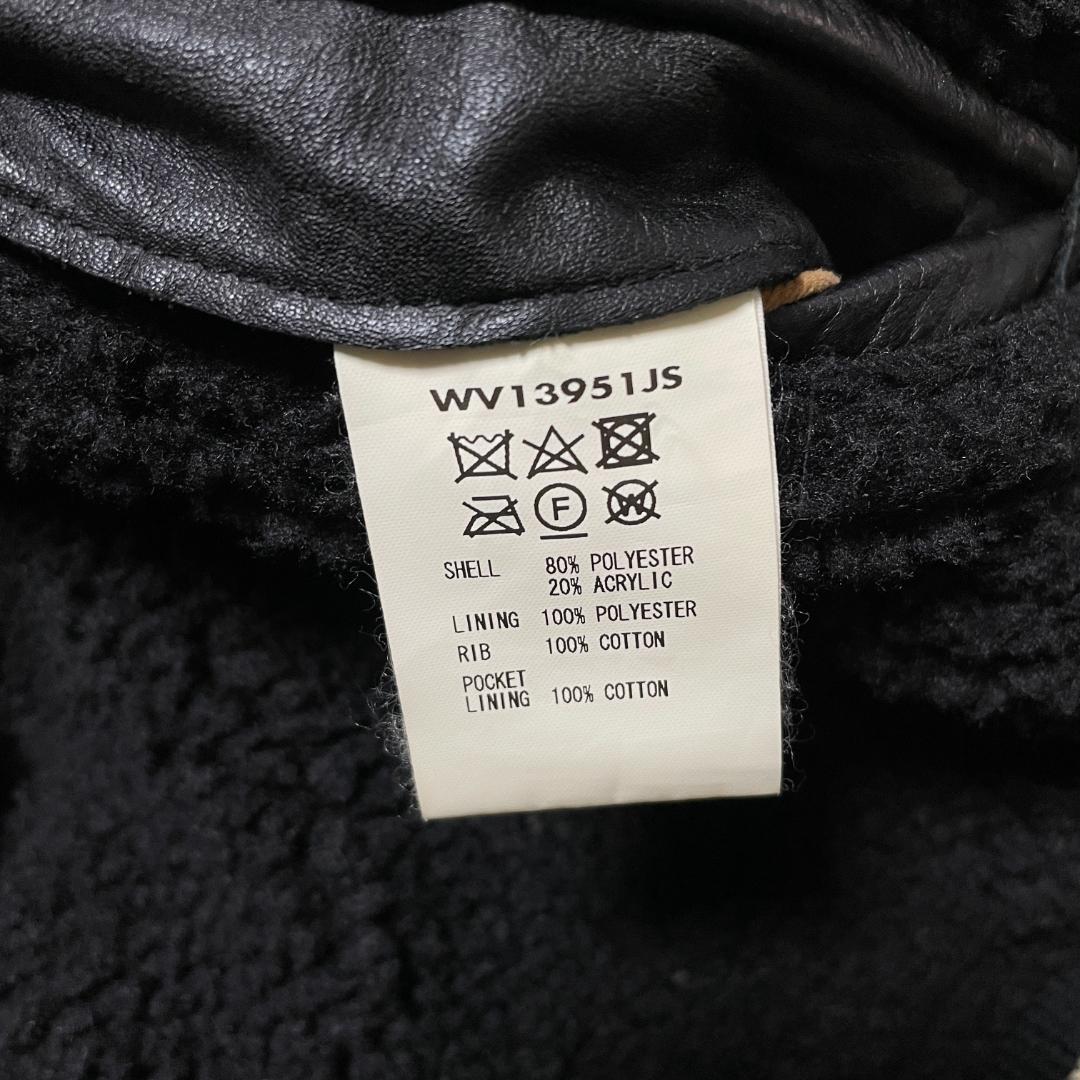 WV13951JS
F W
SHELL 80% POLYESTER
20% ACRYLIC
LINING 100% POLYESTER
RIB 100% COTTON
POCKET
LINING 100% COTTON